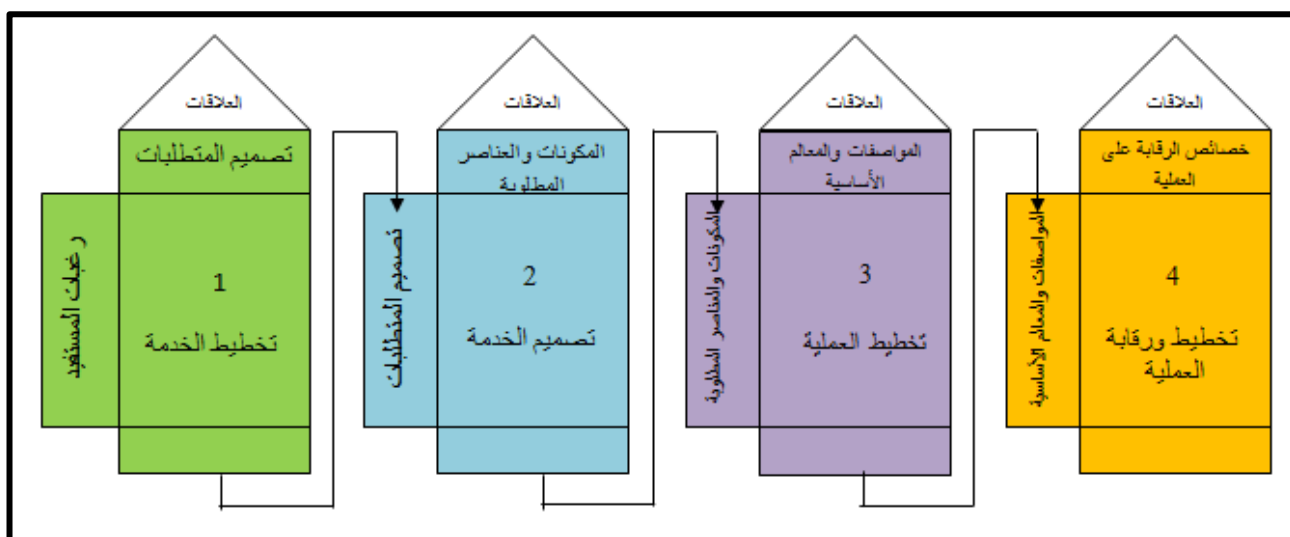 العلاقات
تصميم المتطلبات
رغبات المستفيد
1
تخطيط الخدمة
العلاقات
المكونات والعناصر
المطلوبة
تصميم المتطلبات
2
تصميم الخدمة
العلاقات
المواصفات والمعالم
الأساسية
المكونات والعناصر المطلوبة
3
تخطيط العملية
العلاقات
خصائص الرقابة على
العملية
المواصفات والمعالم الأساسية
4
تخطيط ورقابة
العملية